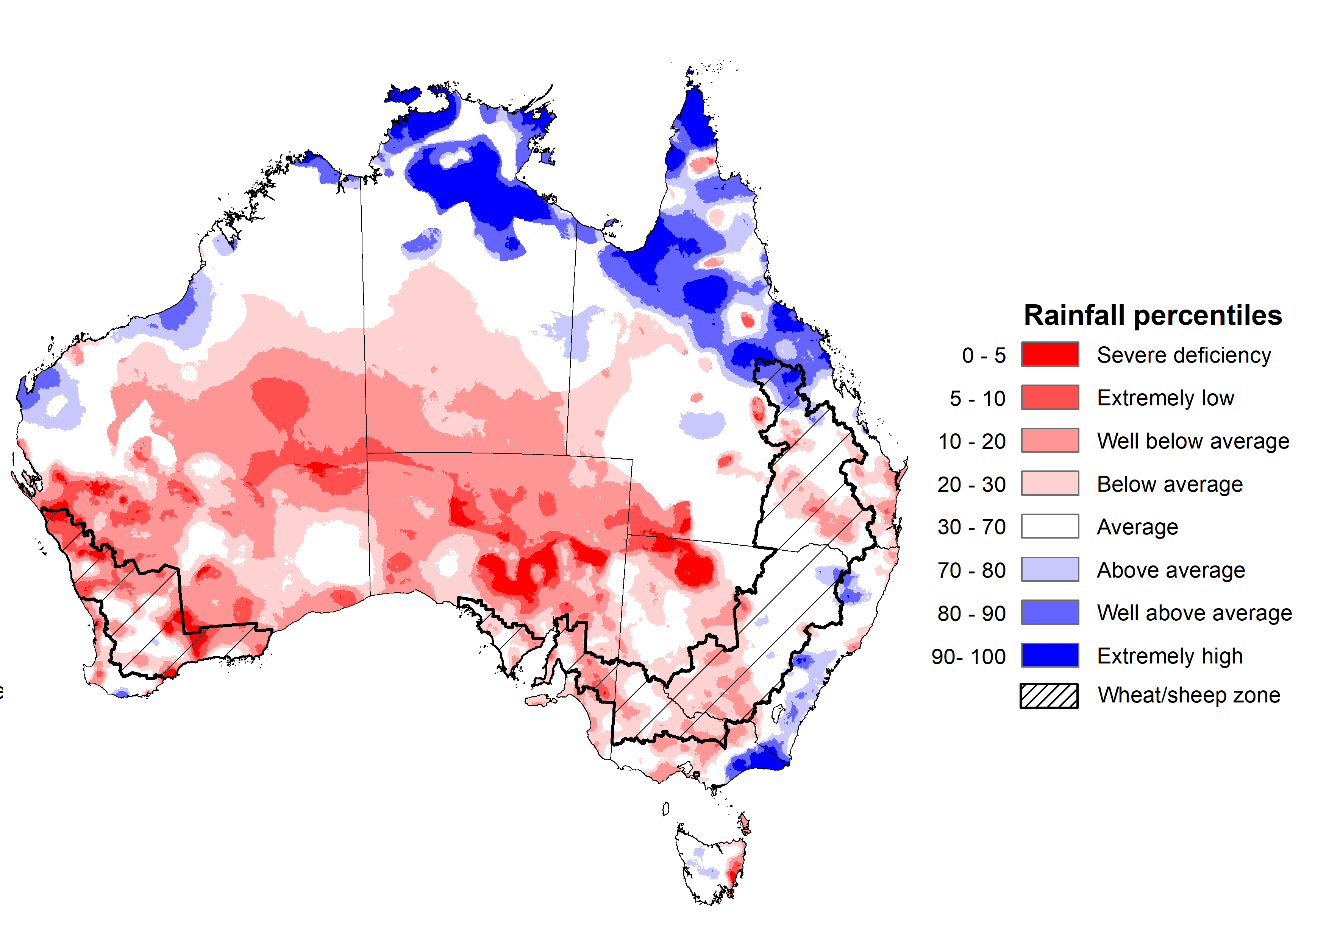 Rainfall percentiles
0 - 5 Severe deficiency
5 - 10 Extremely low
10 - 20 Well below average
20 - 30 Below average
30 - 70 Average
70 - 80 Above average
80 - 90 Well above average
90- 100 Extremely high
Wheat/sheep zone
e